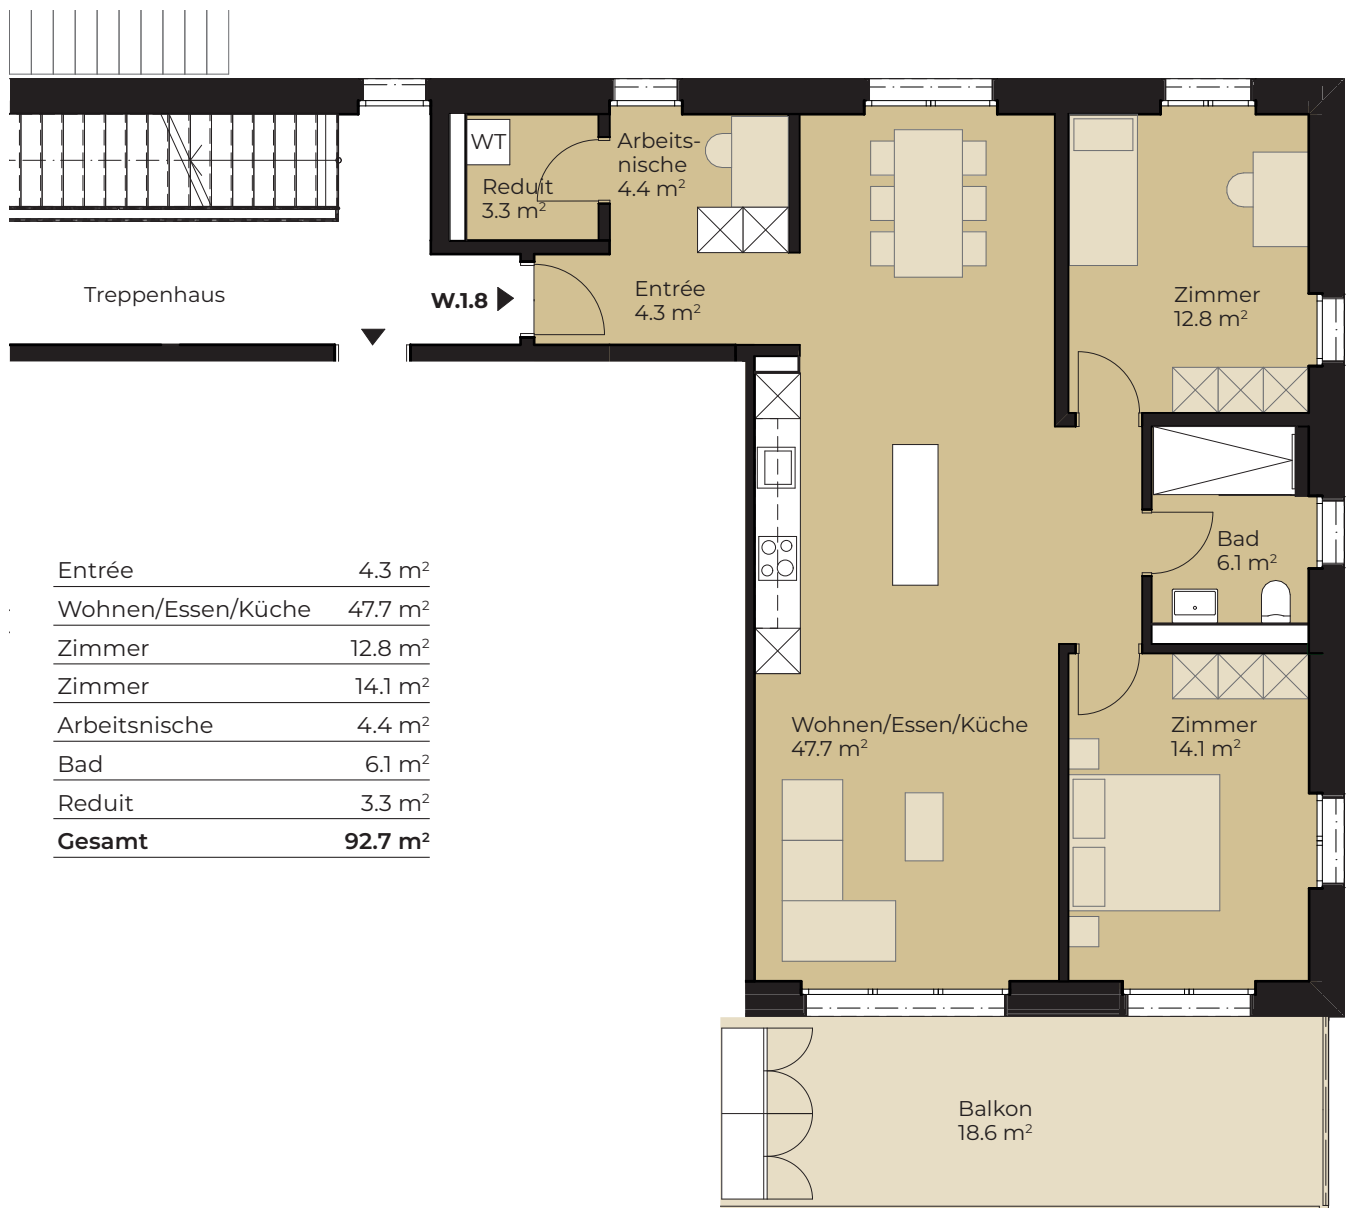 WT
Reduit
3.3 m²
Arbeits-
nische
4.4 m²
Treppenhaus
W.1.8
Entrée
4.3 m²
Zimmer
12.8 m²
Bad
6.1 m²
Entrée 4.3 m²
Wohnen/Essen/Küche 47.7 m²
Zimmer 12.8 m²
Zimmer 14.1 m²
Arbeitsnische 4.4 m²
Bad 6.1 m²
Reduit 3.3 m²
Gesamt 92.7 m²
Wohnen/Essen/Küche
47.7 m²
Zimmer
14.1 m²
Balkon
18.6 m²